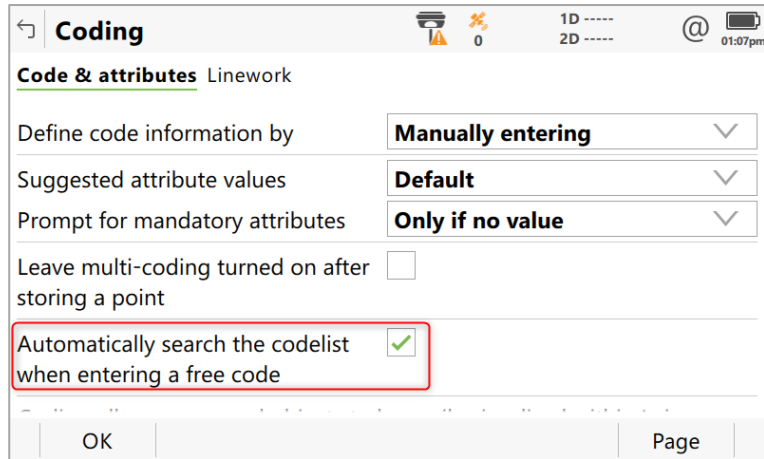 Coding
0
1D -----
2D -----
@
01:07pm
Code & attributes Linework
Define code information by Manually entering
Suggested attribute values Default
Prompt for mandatory attributes Only if no value
Leave multi-coding turned on after
storing a point
Automatically search the codelist
when entering a free code
OK Page